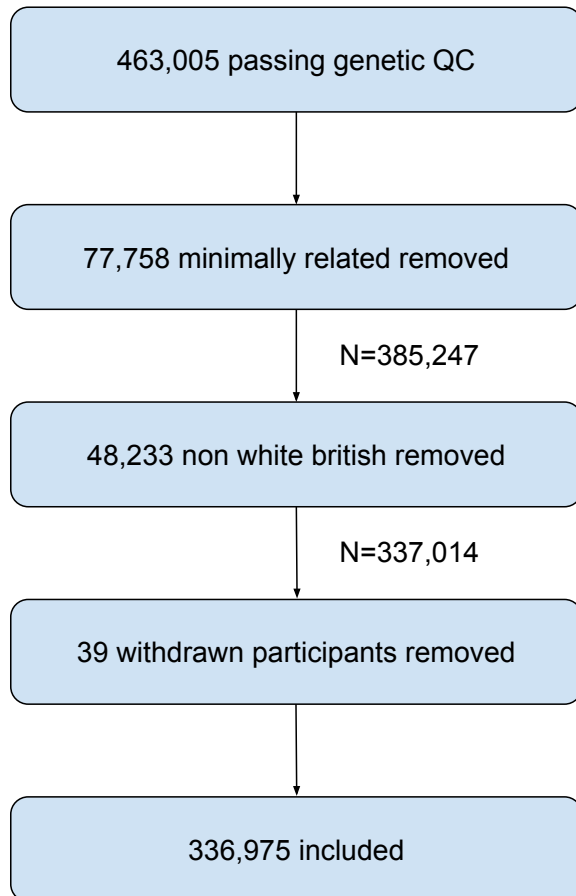 463,005 passing genetic QC
77,758 minimally related removed
N=385,247
48,233 non white british removed
N=337,014
39 withdrawn participants removed
336,975 included